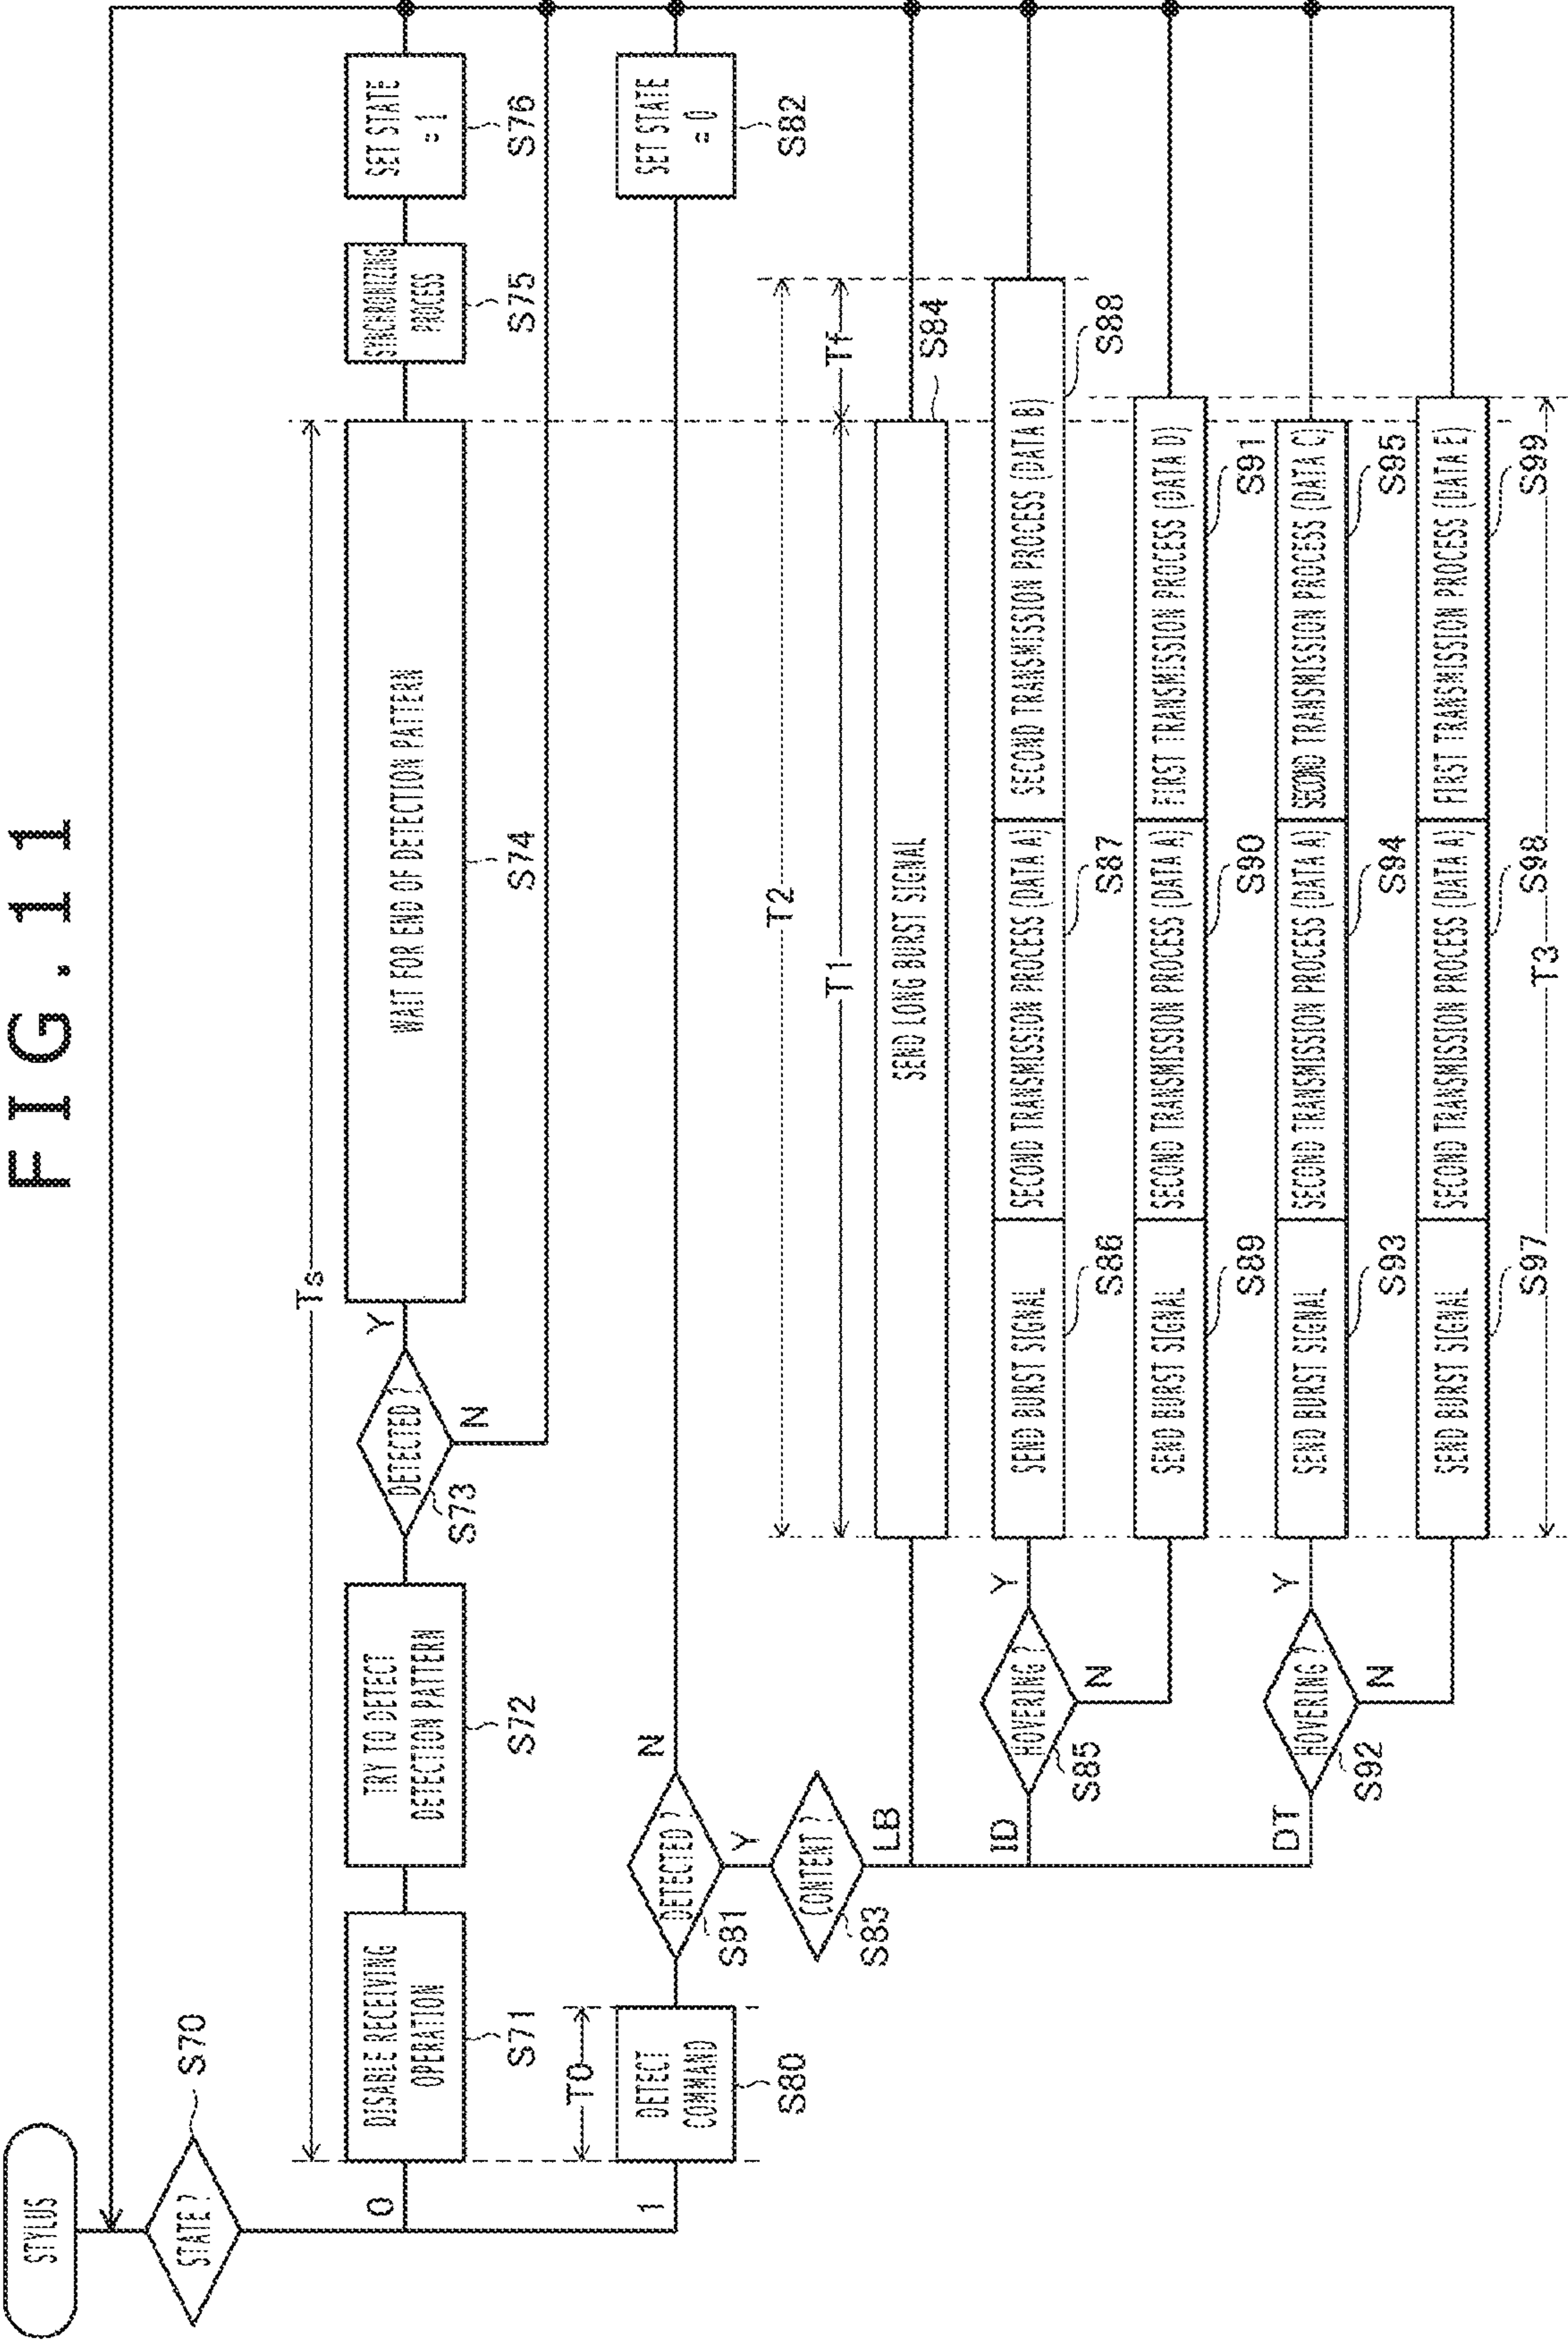 FIG. 11
STYLUS
STATE ?
S70
0
1
Ts
DISABLE RECEIVING
OPERATION
S71
TRY TO DETECT
DETECTION PATTERN
S72
DETECTED ?
S73
Y
N
WAIT FOR END OF DETECTION PATTERN
S74
SYNCHRONIZING
PROCESS
S75
SET STATE
= 1
S76
T0
DETECT
COMMAND
S80
DETECTED ?
S81
N
Y
SET STATE
= 0
S82
CONTENT ?
S83
T2
T1
Tf
LB
SEND LONG BURST SIGNAL
S84
ID
HOVERING ?
S85
Y
N
SEND BURST SIGNAL
S86
SECOND TRANSMISSION PROCESS (DATA A)
S87
SECOND TRANSMISSION PROCESS (DATA B)
S88
SEND BURST SIGNAL
S89
SECOND TRANSMISSION PROCESS (DATA A)
S90
FIRST TRANSMISSION PROCESS (DATA D)
S91
DT
HOVERING ?
S92
Y
N
SEND BURST SIGNAL
S93
SECOND TRANSMISSION PROCESS (DATA A)
S94
SECOND TRANSMISSION PROCESS (DATA C)
S95
SEND BURST SIGNAL
S97
SECOND TRANSMISSION PROCESS (DATA A)
S98
FIRST TRANSMISSION PROCESS (DATA E)
S99
T3